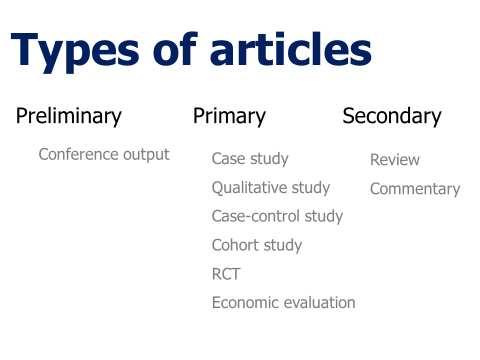 Types of articles
Preliminary
Conference output
Primary
Case study
Qualitative study
Case-control study
Cohort study
RCT
Economic evaluation
Secondary
Review
Commentary